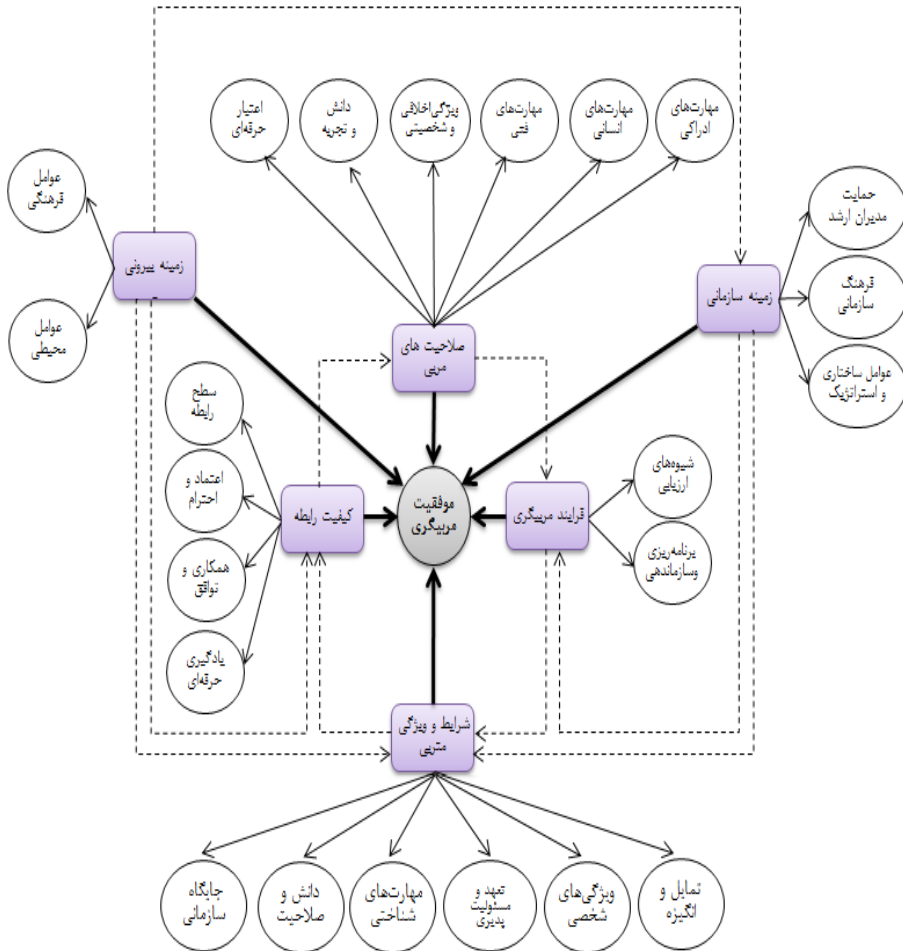 مهارت‌های
ادراکی
مهارت‌های
انسانی
مهارت‌های
فنی
ویژگی‌اخلاقی
و شخصیتی
دانش
و تجربه
اعتبار
حرفه‌ای
حمایت
مدیران ارشد
فرهنگ
سازمانی
عوامل ساختاری
و استراتژیک
زمینه سازمانی
زمینه بیرونی
عوامل
فرهنگی
عوامل
محیطی
صلاحیت های
مربی
شیوه‌های
ارزیابی
برنامه‌ریزی
وسازماندهی
فرایند مربیگری
موفقیت
مربیگری
کیفیت رابطه
سطح
رابطه
اعتماد و
احترام
همکاری و
توافق
یادگیری
حرفه‌ای
شرایط و ویژگی
متربی
تمایل و
انگیزه
ویژگی‌های
شخصی
تعهد و
مسئولیت
پذیری
مهارت‌های
شناختی
دانش و
صلاحیت
جایگاه
سازمانی